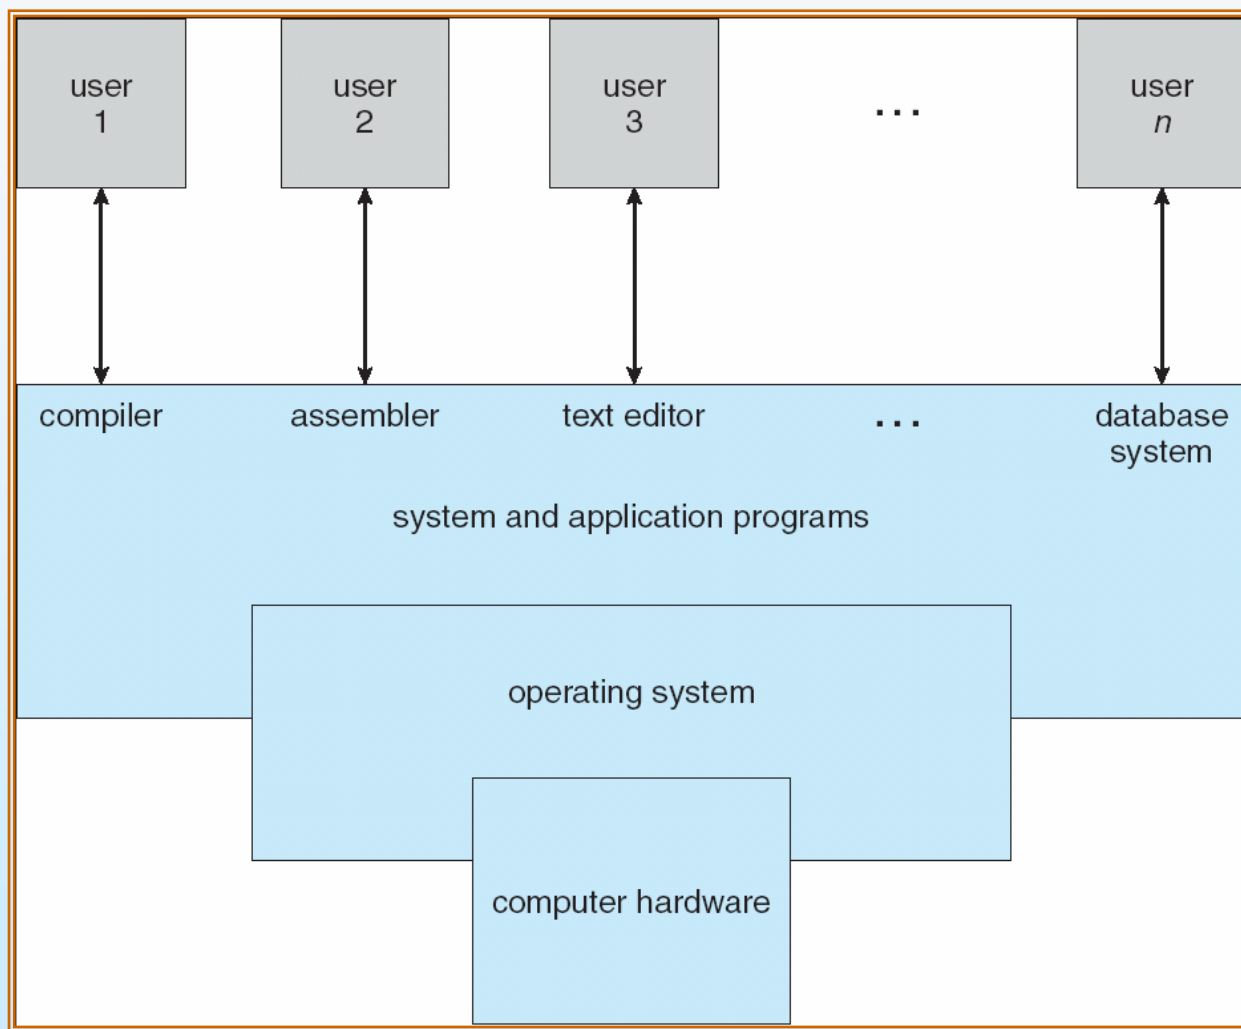 user
1
user
2
user
3
...
user
n
compiler
assembler
text editor
...
database
system
system and application programs
operating system
computer hardware